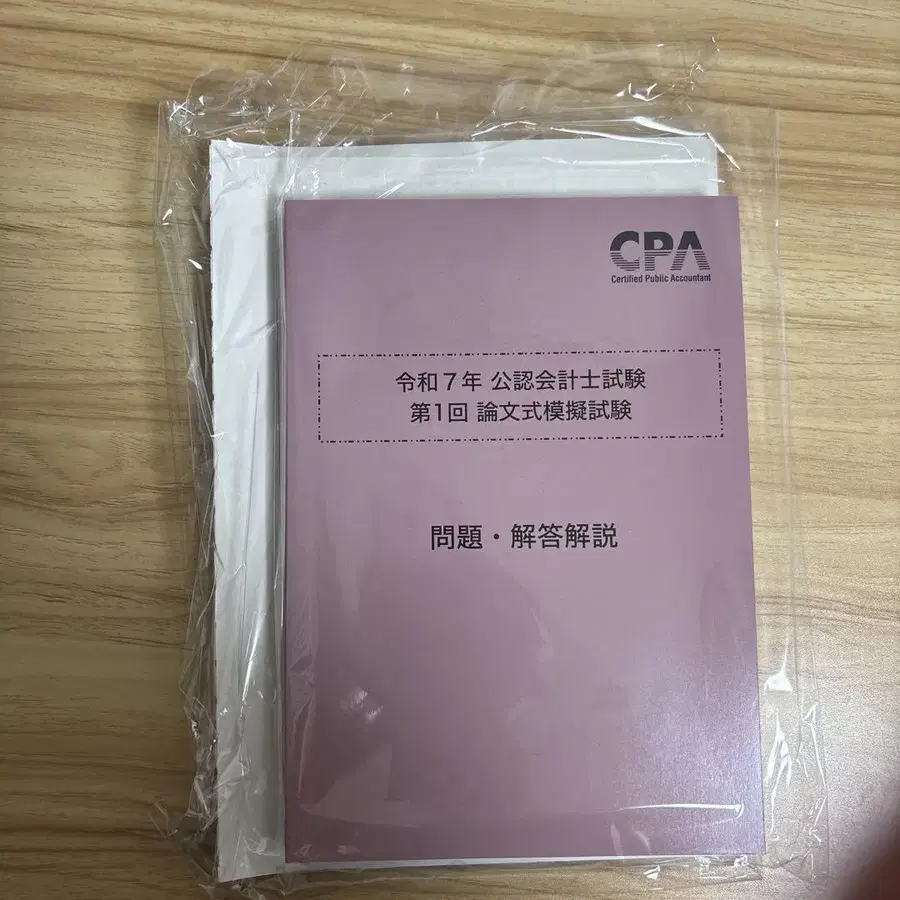 CPA
Certified Public Accountant
令和7年 公認会計士試験
第1回 論文式模擬試験
問題・解答解説